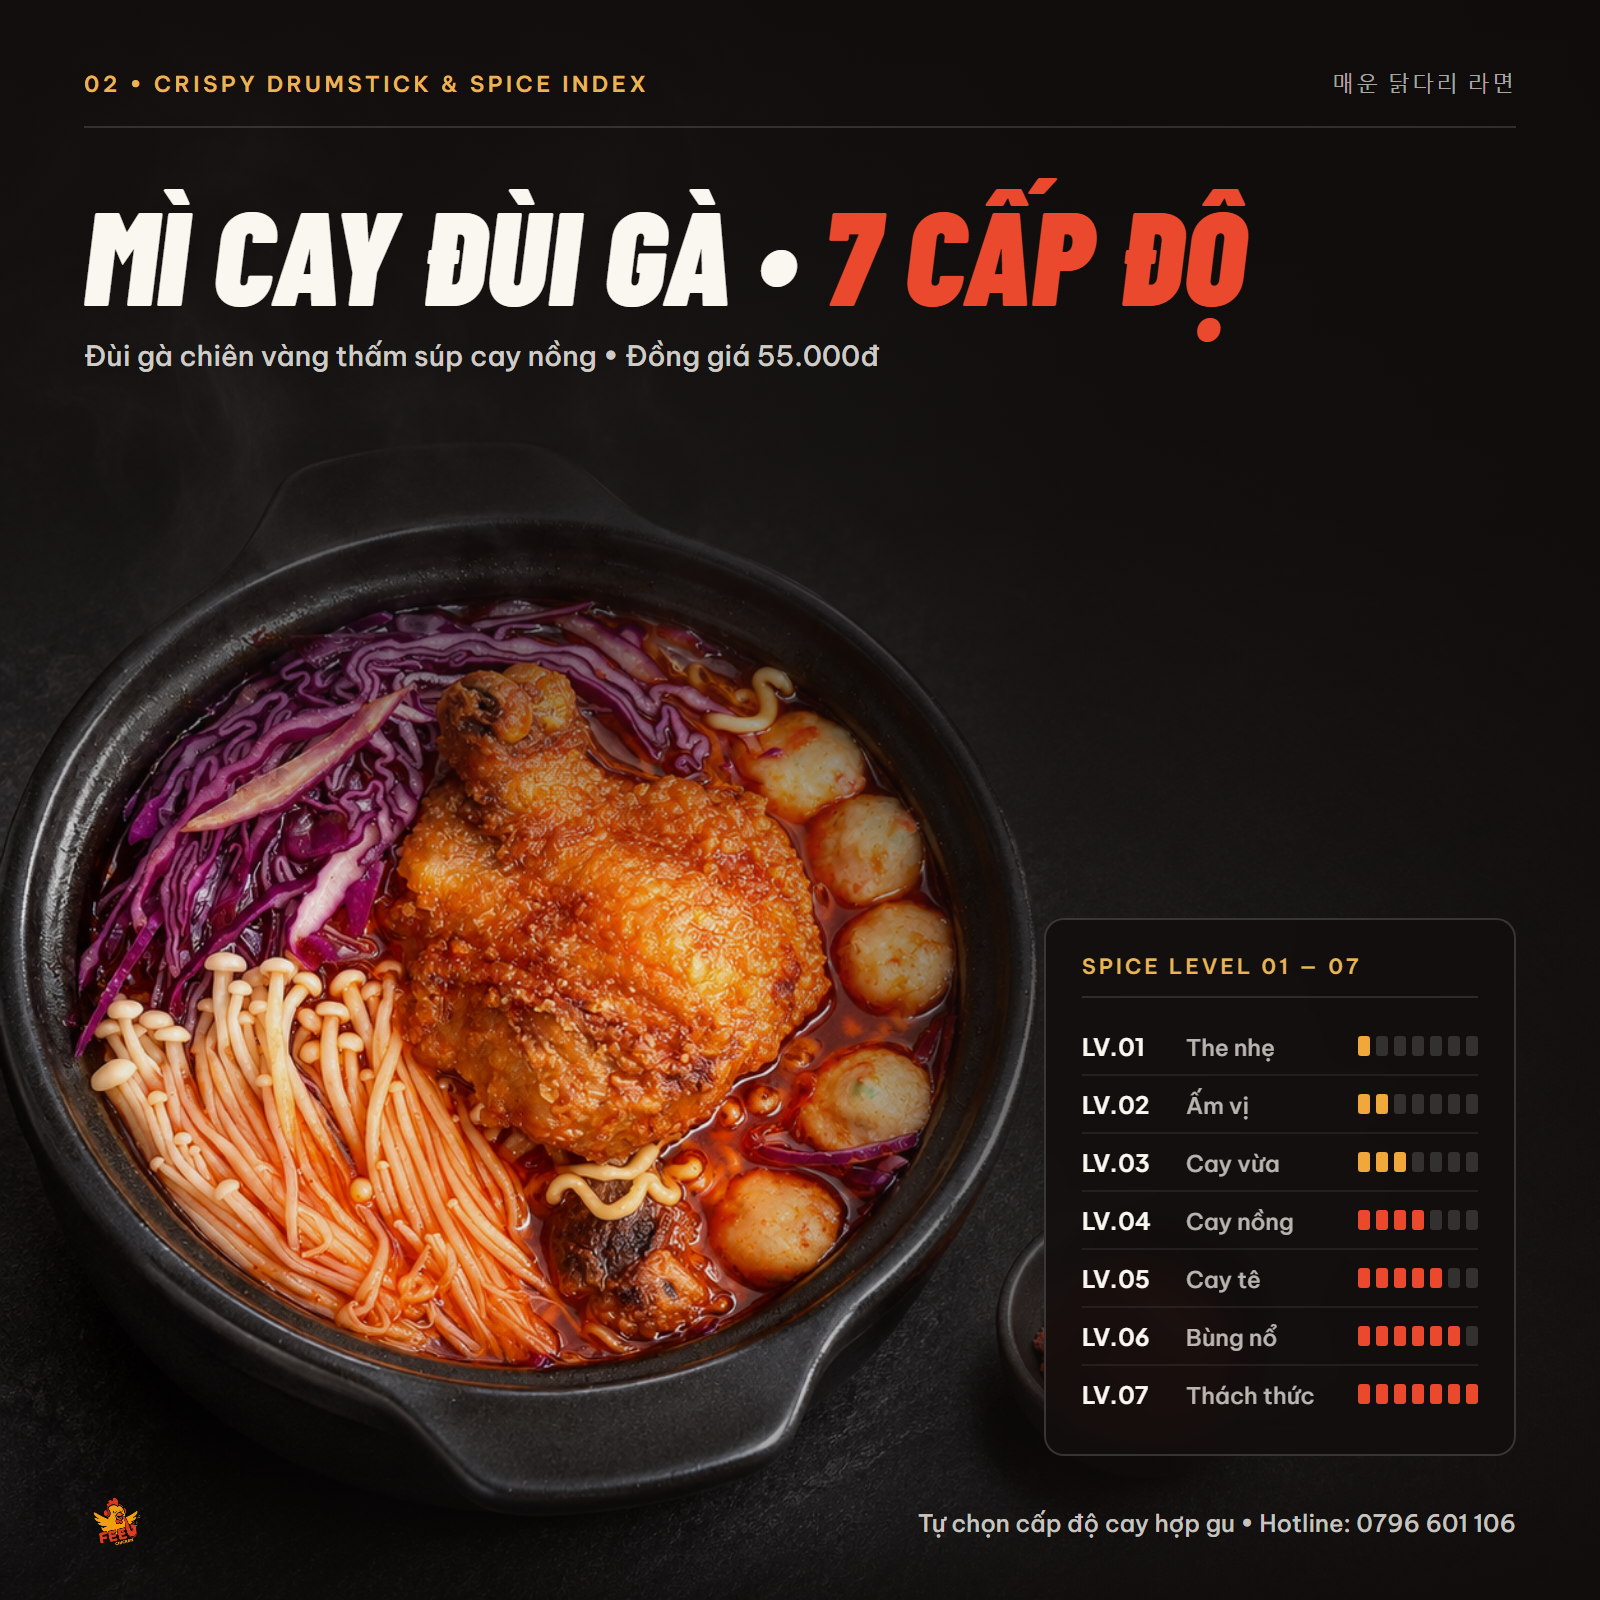 02 • CRISPY DRUMSTICK & SPICE INDEX
매운 닭다리 라면
MÌ CAY ĐÙI GÀ • 7 CẤP ĐỘ
Đùi gà chiên vàng thấm súp cay nồng • Đồng giá 55.000đ
SPICE LEVEL 01 – 07
LV.01 The nhẹ
LV.02 Ấm vị
LV.03 Cay vừa
LV.04 Cay nồng
LV.05 Cay tê
LV.06 Bùng nổ
LV.07 Thách thức
FEEU
Tự chọn cấp độ cay hợp gu • Hotline: 0796 601 106